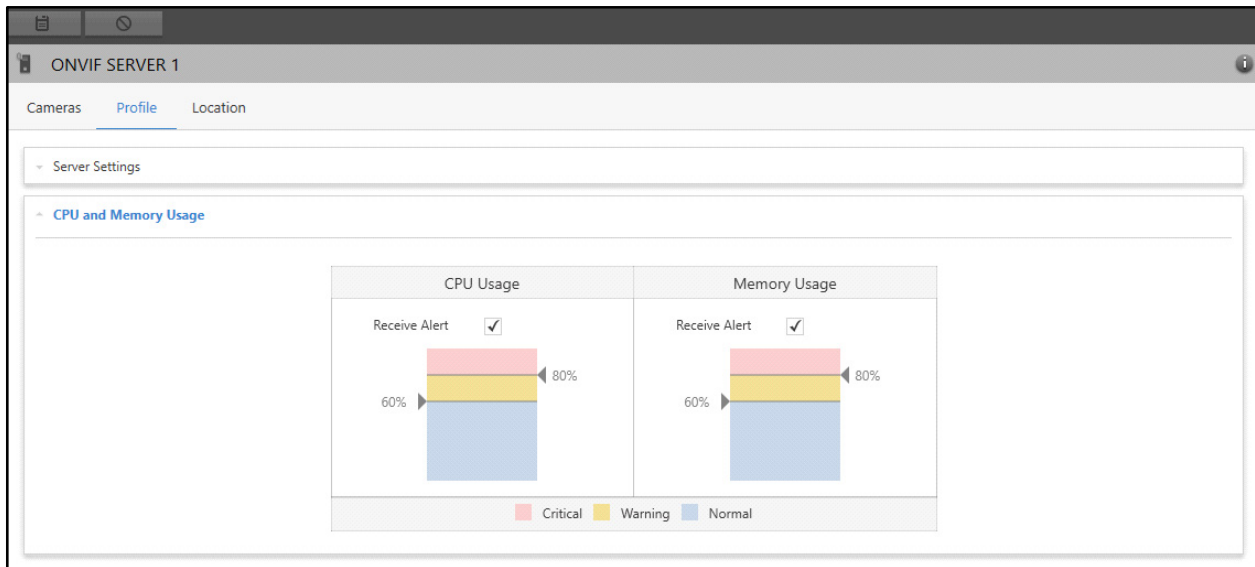 ONVIF SERVER 1
Cameras Profile Location
Server Settings
CPU and Memory Usage
CPU Usage Memory Usage
Receive Alert Receive Alert
80% 80%
60% 60%
Critical Warning Normal